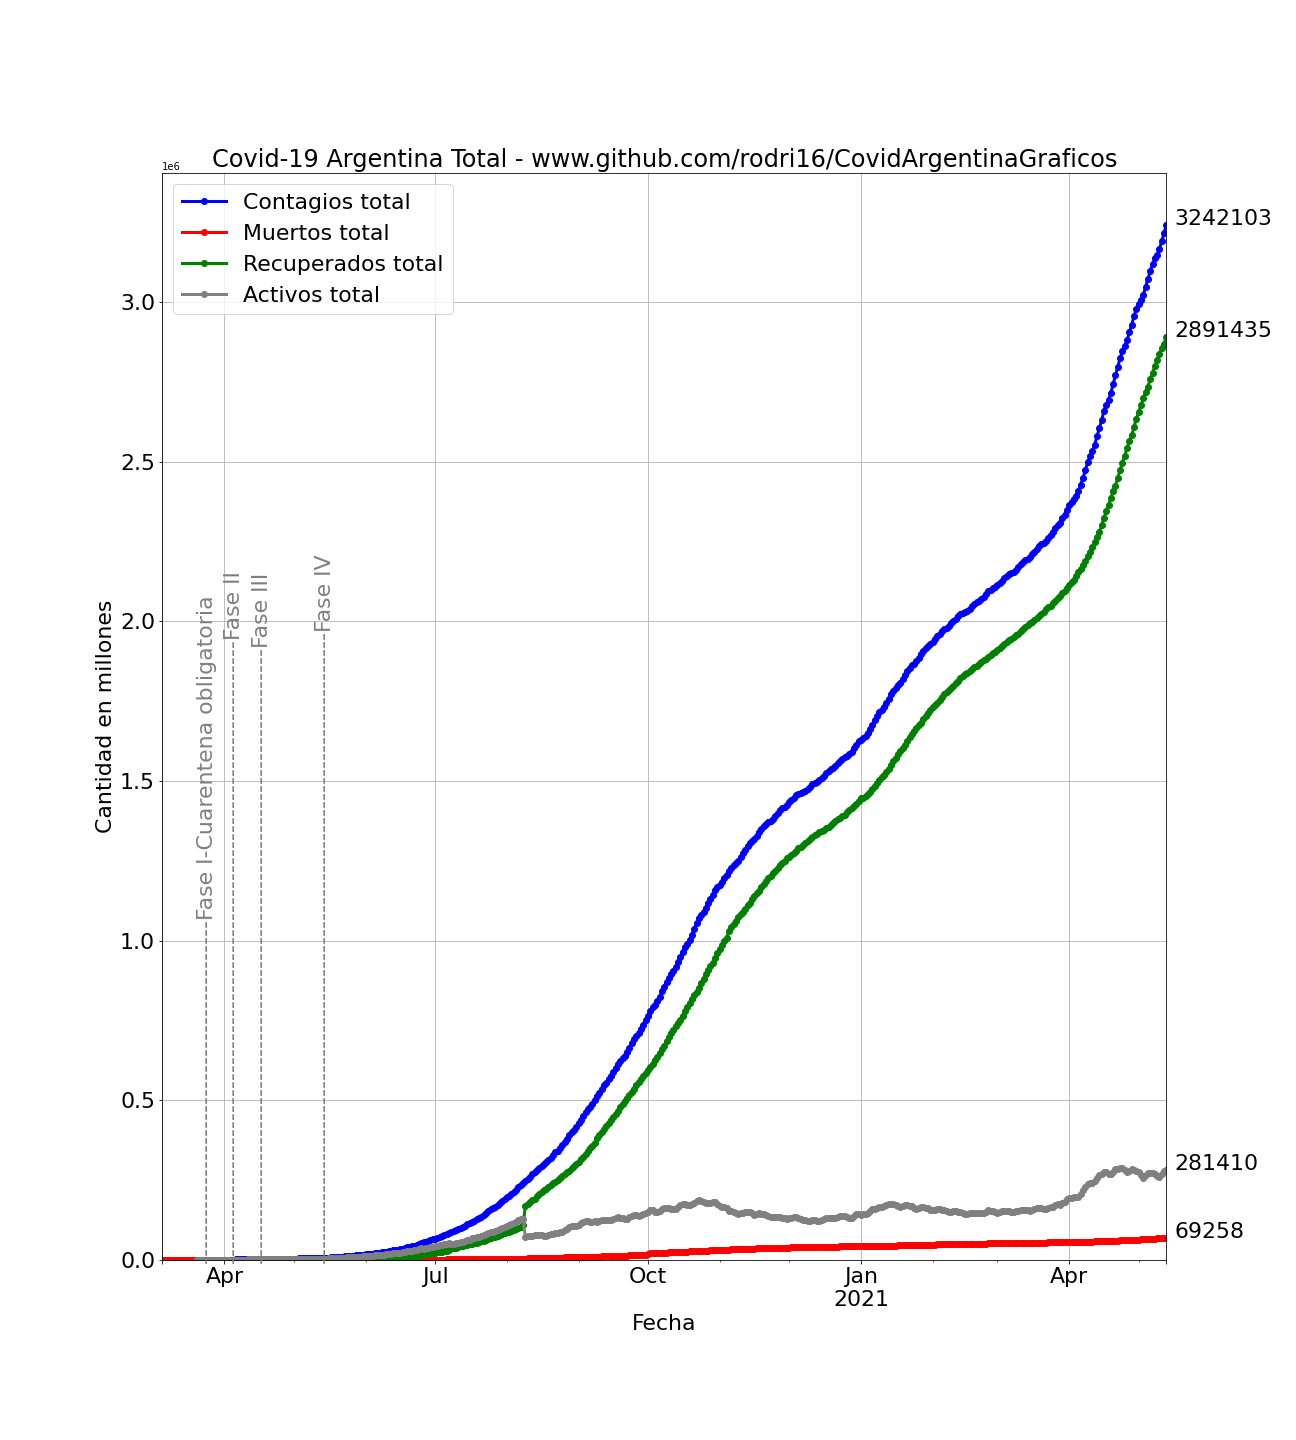 Covid-19 Argentina Total - www.github.com/rodri16/CovidArgentinaGraficos
1e6
Contagios total
Muertos total
Recuperados total
Activos total
3242103
2891435
281410
69258
3.0
2.5
2.0
1.5
1.0
0.5
0.0
Cantidad en millones
Fase I-Cuarentena obligatoria
Fase II
Fase III
Fase IV
Apr
Jul
Oct
Jan
2021
Apr
Fecha